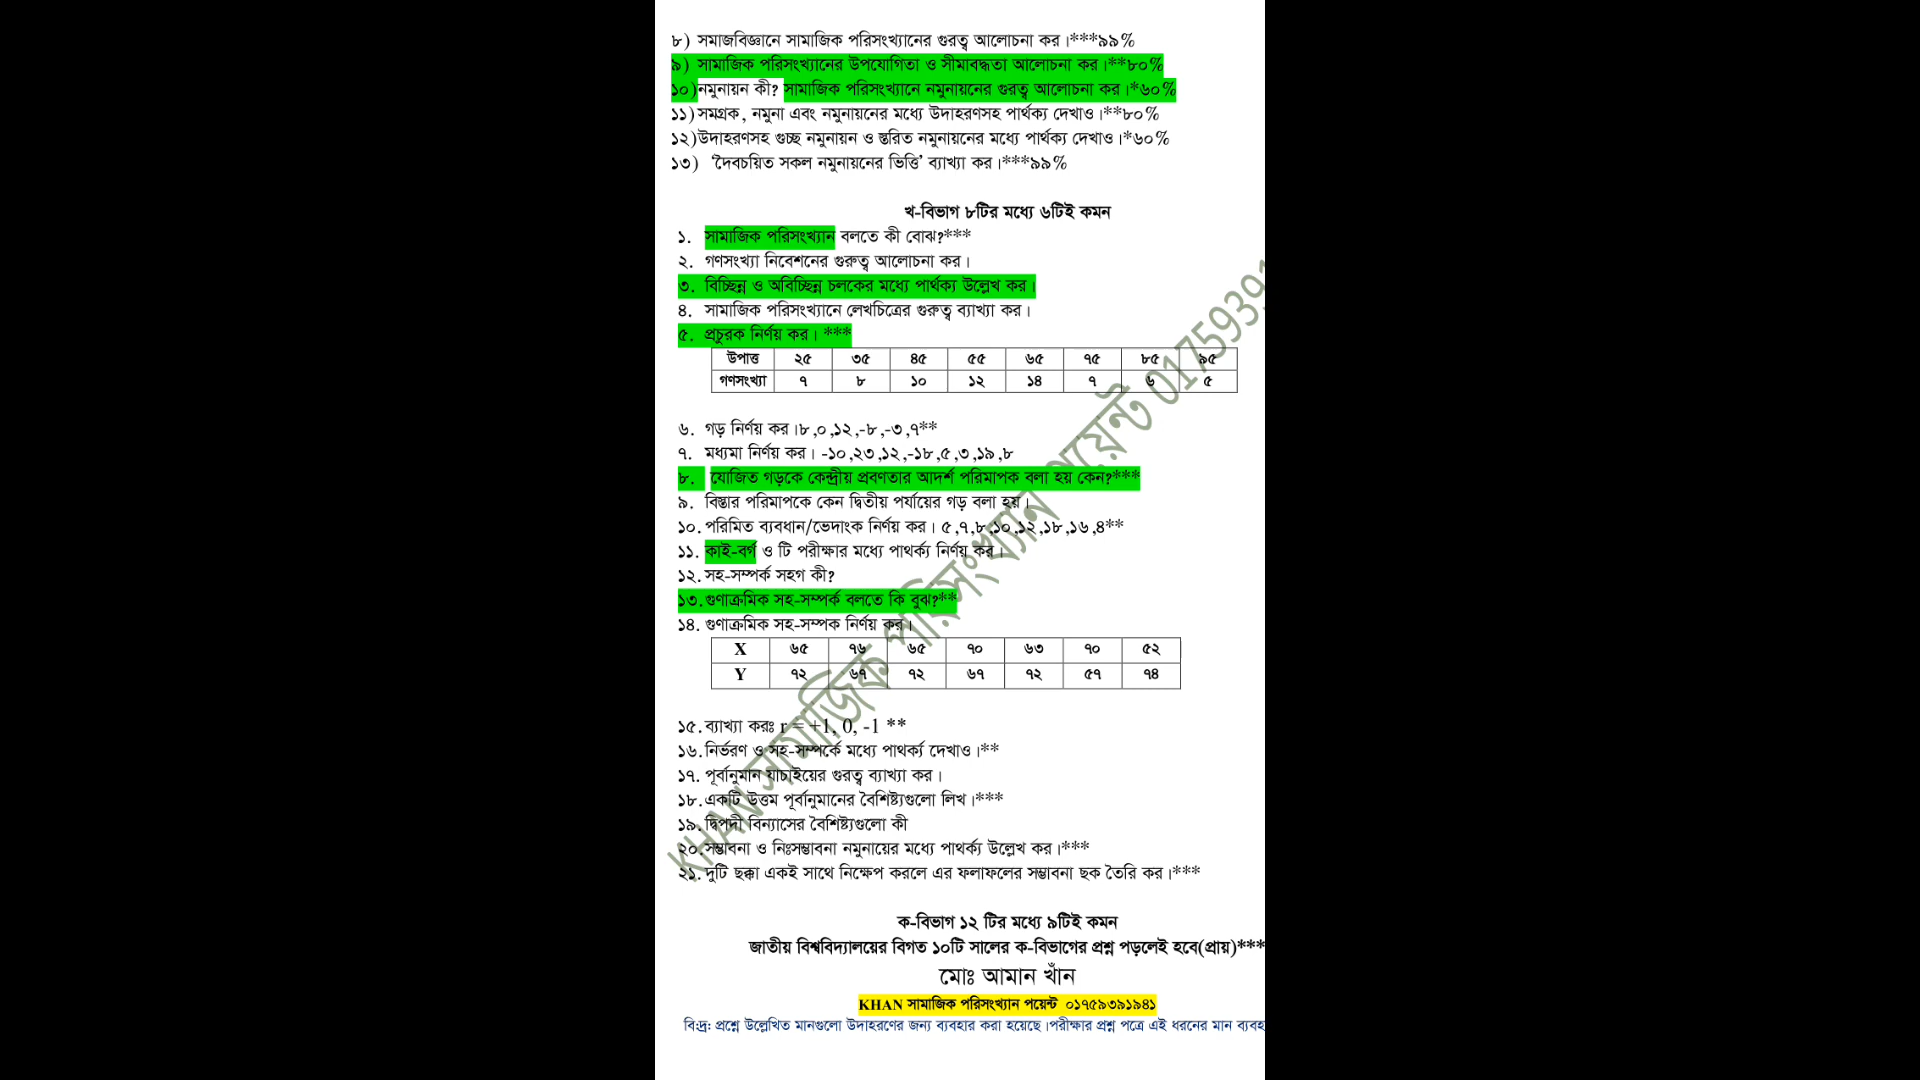 ৮) সমাজবিজ্ঞানে সামাজিক পরিসংখ্যানের গুরত্ব আলোচনা কর।***৯৯%
৯) সামাজিক পরিসংখ্যানের উপযোগিতা ও সীমাবদ্ধতা আলোচনা কর।**৮০%
১০)নমুনায়ন কী? সামাজিক পরিসংখ্যানে নমুনায়নের গুরত্ব আলোচনা কর।*৬০%
১১)সমগ্রক, নমুনা এবং নমুনায়নের মধ্যে উদাহরণসহ পার্থক্য দেখাও।**৮০%
১২)উদাহরণসহ গুচ্ছ নমুনায়ন ও স্তরিত নমুনায়নের মধ্যে পার্থক্য দেখাও।*৬০%
১৩) ‘দৈবচয়িত সকল নমুনায়নের ভিত্তি’ ব্যাখ্যা কর।***৯৯%
খ-বিভাগ ৮টির মধ্যে ৬টিই কমন
১. সামাজিক পরিসংখ্যান বলতে কী বোঝ?***
২. গণসংখ্যা নিবেশনের গুরুত্ব আলোচনা কর।
৩. বিচ্ছিন্ন ও অবিচ্ছিন্ন চলকের মধ্যে পার্থক্য উল্লেখ কর।
৪. সামাজিক পরিসংখ্যানে লেখচিত্রের গুরুত্ব ব্যাখ্যা কর।
৫. প্রচুরক নির্ণয় কর। ***
উপাত্ত ২৫ ৩৫ ৪৫ ৫৫ ৬৫ ৭৫ ৮৫ ৯৫
গণসংখ্যা ৭ ৮ ১০ ১২ ১৪ ৭ ৬ ৫
৬. গড় নির্ণয় কর।৮,০,১২,-৮,-৩,৭**
৭. মধ্যমা নির্ণয় কর। -১০,২৩,১২,-১৮,৫,৩,১৯,৮
৮. যোজিত গড়কে কেন্দ্রীয় প্রবণতার আদর্শ পরিমাপক বলা হয় কেন?***
৯. বিস্তার পরিমাপকে কেন দ্বিতীয় পর্যায়ের গড় বলা হয়।
১০. পরিমিত ব্যবধান/ভেদাংক নির্ণয় কর। ৫,৭,৮,১০,১২,১৮,১৬,৪**
১১. কাই-বর্গ ও টি পরীক্ষার মধ্যে পাথর্ক্য নির্ণয় কর।
১২. সহ-সম্পর্ক সহগ কী?
১৩. গুণাক্রমিক সহ-সম্পর্ক বলতে কি বুঝ?**
১৪. গুণাক্রমিক সহ-সম্পক নির্ণয় কর।
X ৬৫ ৭৬ ৬৫ ৭০ ৬৩ ৭০ ৫২
Y ৭২ ৬৭ ৭২ ৬৭ ৭২ ৫৭ ৭৪
১৫. ব্যাখ্যা করঃ r = +1, 0, -1 **
১৬. নির্ভরণ ও সহ-সম্পর্কে মধ্যে পাথর্ক্য দেখাও।**
১৭. পূর্বানুমান যাচাইয়ের গুরত্ব ব্যাখ্যা কর।
১৮. একটি উত্তম পূর্বানুমানের বৈশিষ্ট্যগুলো লিখ।***
১৯. দ্বিপদী বিন্যাসের বৈশিষ্ট্যগুলো কী
২০. সম্ভাবনা ও নিঃসম্ভাবনা নমুনায়ের মধ্যে পাথর্ক্য উল্লেখ কর।***
২১. দুটি ছক্কা একই সাথে নিক্ষেপ করলে এর ফলাফলের সম্ভাবনা ছক তৈরি কর।***
ক-বিভাগ ১২ টির মধ্যে ৯টিই কমন
জাতীয় বিশ্ববিদ্যালয়ের বিগত ১০টি সালের ক-বিভাগের প্রশ্ন পড়লেই হবে(প্রায়)***
মোঃ আমান খাঁন
KHAN সামাজিক পরিসংখ্যান পয়েন্ট ০১৭৫৯৩৯১৯৪১
বি:দ্র: প্রশ্নে উল্লেখিত মানগুলো উদাহরণের জন্য ব্যবহার করা হয়েছে।পরীক্ষার প্রশ্ন পত্রে এই ধরনের মান ব্যবহ
KHAN সামাজিক পরিসংখ্যান পয়েন্ট 0175939